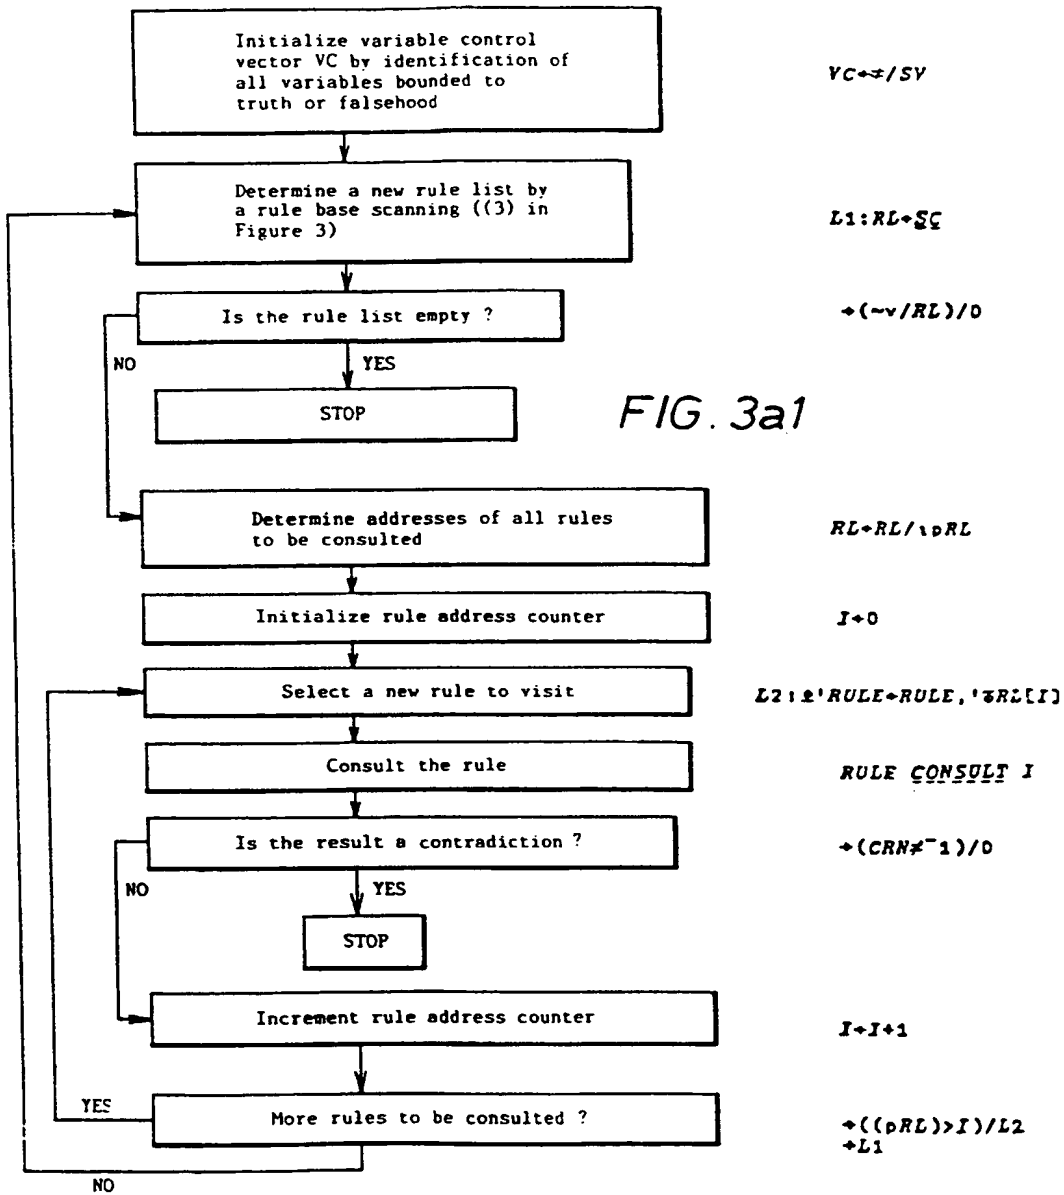 Initialize variable control
vector VC by identification of
all variables bounded to
truth or falsehood
VC←≠/SV
Determine a new rule list by
a rule base scanning ((3) in
Figure 3)
L1:RL←SC
Is the rule list empty ?
→(~∨/RL)/0
NO
YES
STOP
FIG. 3a1
Determine addresses of all rules
to be consulted
RL←RL/⍳⍴RL
Initialize rule address counter
I←0
Select a new rule to visit
L2:⍎'RULE←RULE,'⍕RL[I]
Consult the rule
RULE CONSULT I
Is the result a contradiction ?
→(CRN≠¯1)/0
NO
YES
STOP
Increment rule address counter
I←I+1
YES
More rules to be consulted ?
→((⍴RL)>I)/L2
→L1
NO